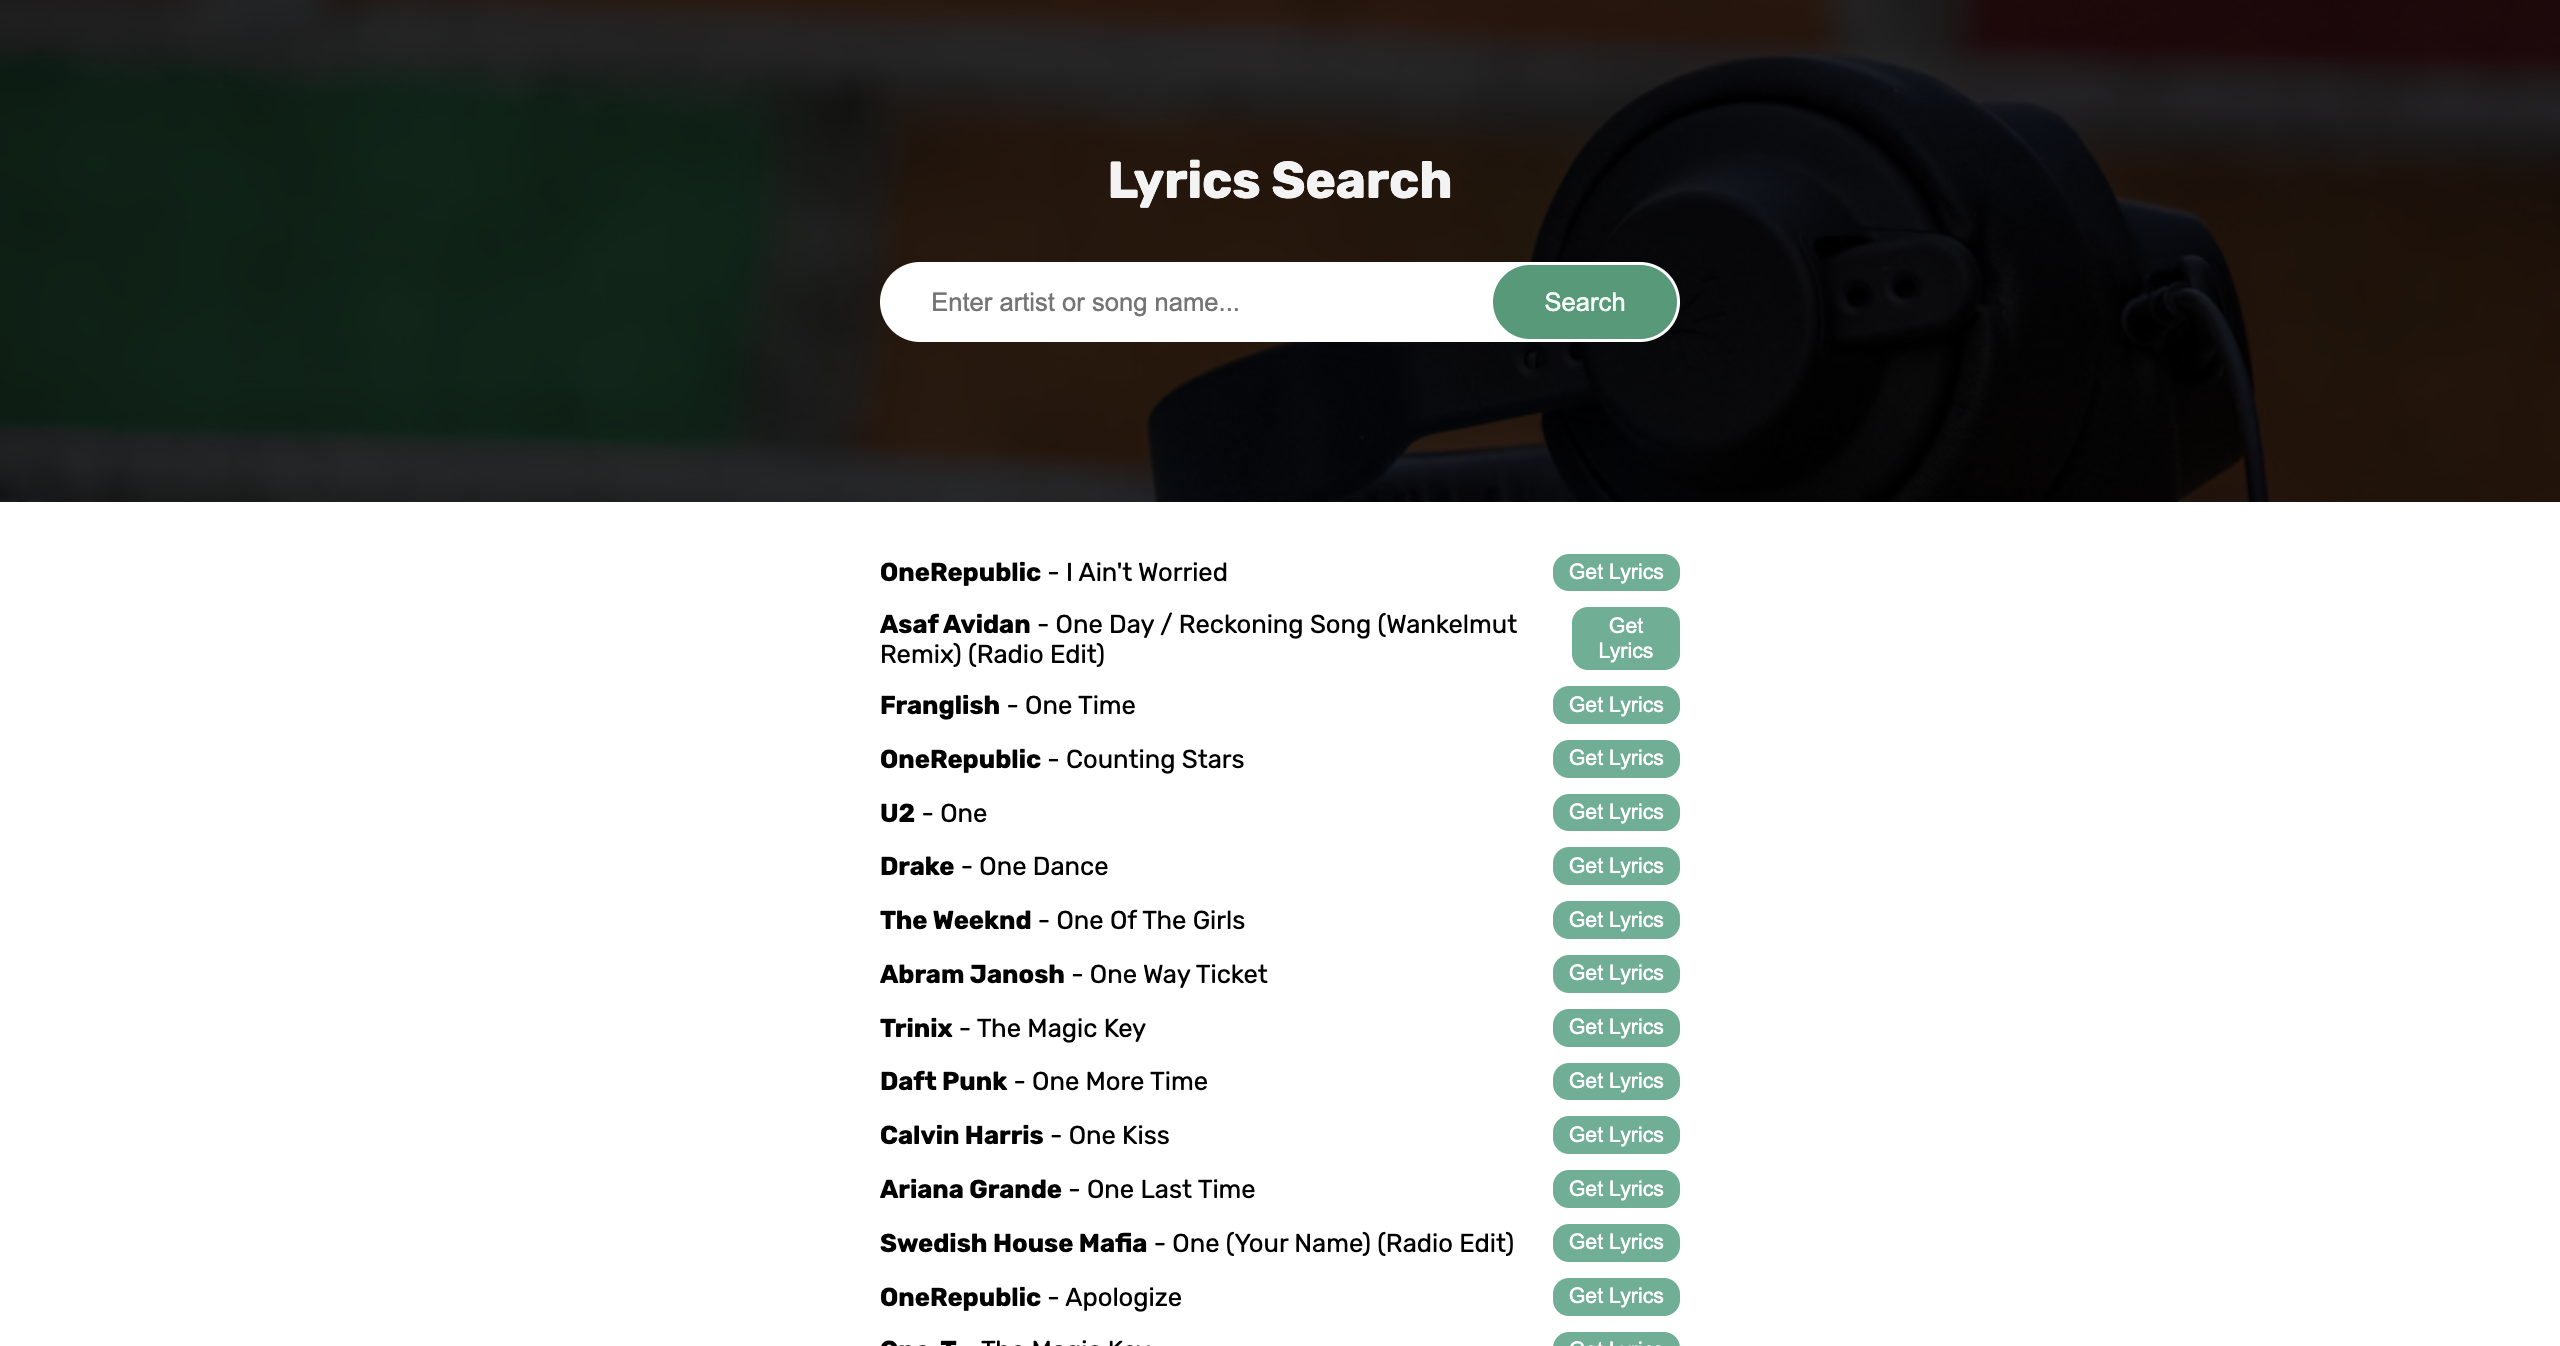 Lyrics Search
Enter artist or song name...
Search
OneRepublic - I Ain't Worried
Get Lyrics
Asaf Avidan - One Day / Reckoning Song (Wankelmut
Remix) (Radio Edit)
Get
Lyrics
Franglish - One Time
Get Lyrics
OneRepublic - Counting Stars
Get Lyrics
U2 - One
Get Lyrics
Drake - One Dance
Get Lyrics
The Weeknd - One Of The Girls
Get Lyrics
Abram Janosh - One Way Ticket
Get Lyrics
Trinix - The Magic Key
Get Lyrics
Daft Punk - One More Time
Get Lyrics
Calvin Harris - One Kiss
Get Lyrics
Ariana Grande - One Last Time
Get Lyrics
Swedish House Mafia - One (Your Name) (Radio Edit)
Get Lyrics
OneRepublic - Apologize
Get Lyrics
One-T - The Magic Key
Get Lyrics